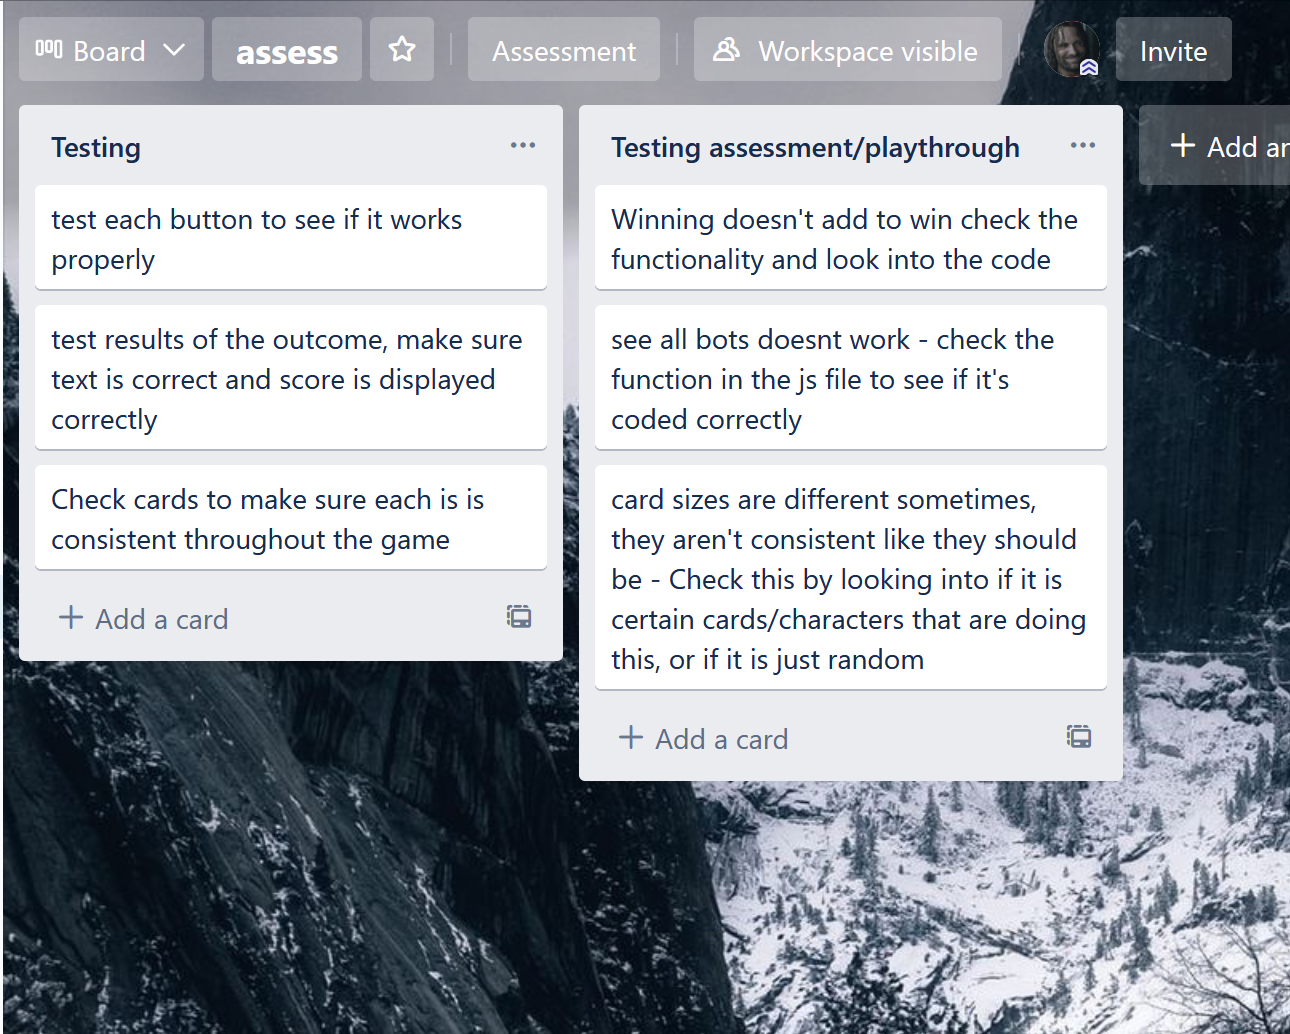 Board
assess
Assessment
Workspace visible
Invite
Testing
test each button to see if it works
properly
test results of the outcome, make sure
text is correct and score is displayed
correctly
Check cards to make sure each is is
consistent throughout the game
Add a card
Testing assessment/playthrough
Winning doesn't add to win check the
functionality and look into the code
see all bots doesnt work - check the
function in the js file to see if it's
coded correctly
card sizes are different sometimes,
they aren't consistent like they should
be - Check this by looking into if it is
certain cards/characters that are doing
this, or if it is just random
Add a card
Add